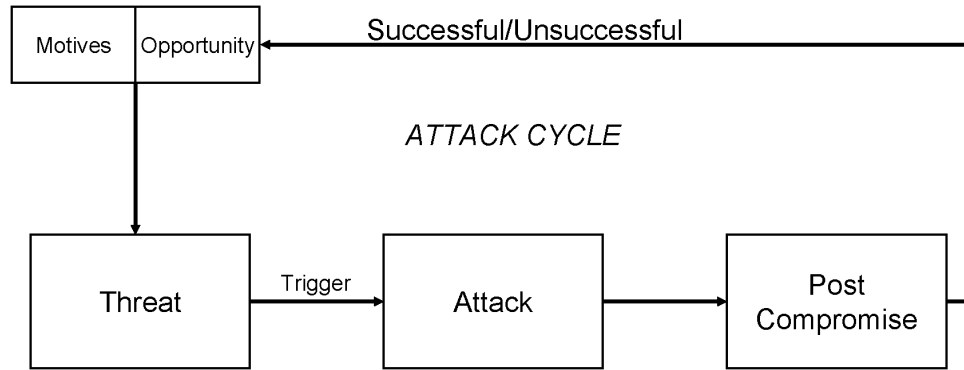 Motives
Opportunity
Successful/Unsuccessful
ATTACK CYCLE
Threat
Trigger
Attack
Post
Compromise